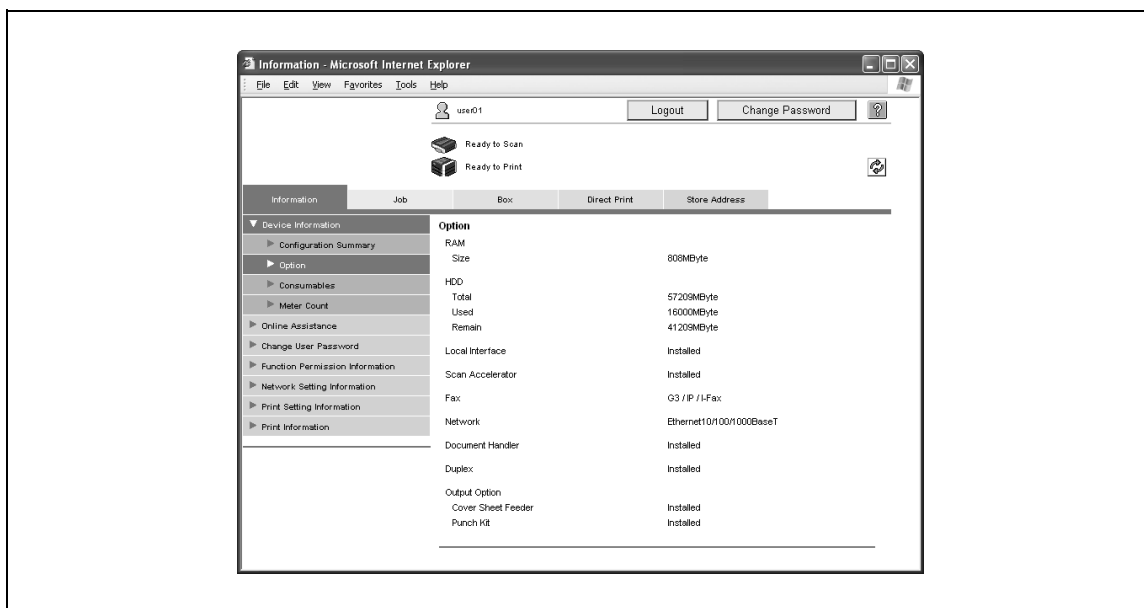 Information - Microsoft Internet Explorer
File Edit View Favorites Tools Help
user01 Logout Change Password ?
Ready to Scan
Ready to Print
Information Job Box Direct Print Store Address
Device Information
Configuration Summary
Option
Consumables
Meter Count
Online Assistance
Change User Password
Function Permission Information
Network Setting Information
Print Setting Information
Print Information
Option
RAM
Size 808MByte
HDD
Total 57209MByte
Used 16000MByte
Remain 41209MByte
Local Interface Installed
Scan Accelerator Installed
Fax G3 / IP / I-Fax
Network Ethernet10/100/1000BaseT
Document Handler Installed
Duplex Installed
Output Option
Cover Sheet Feeder Installed
Punch Kit Installed